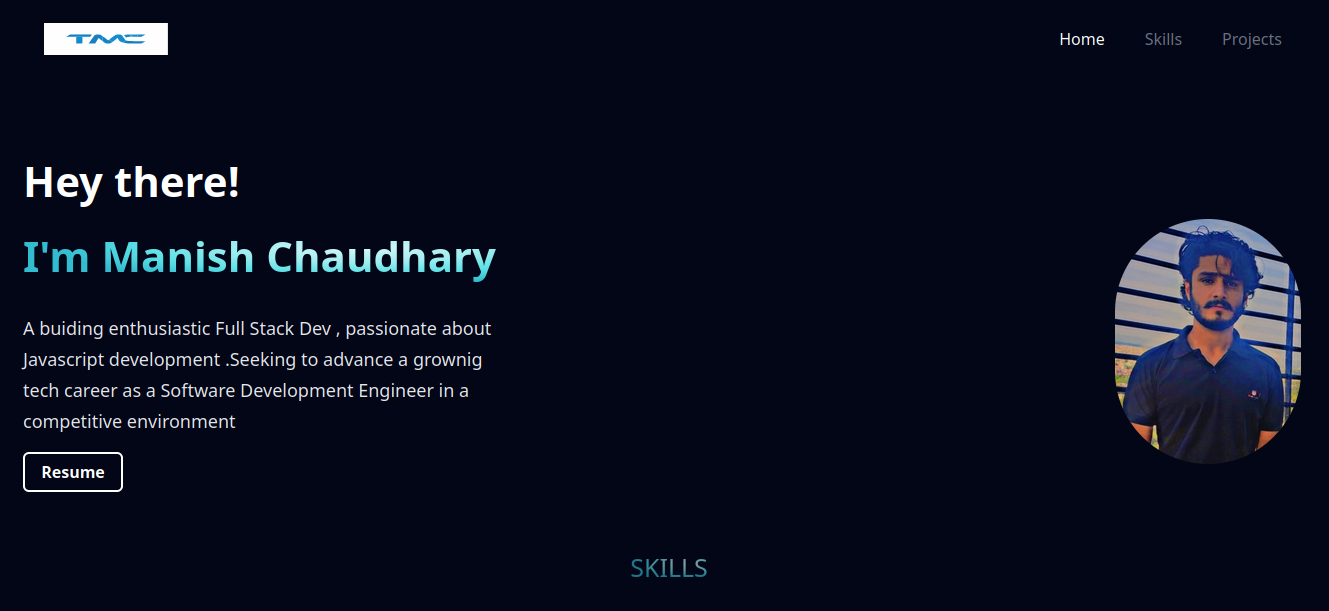 TMC
Home Skills Projects
Hey there!
I'm Manish Chaudhary
A buiding enthusiastic Full Stack Dev , passionate about
Javascript development .Seeking to advance a grownig
tech career as a Software Development Engineer in a
competitive environment
Resume
SKILLS